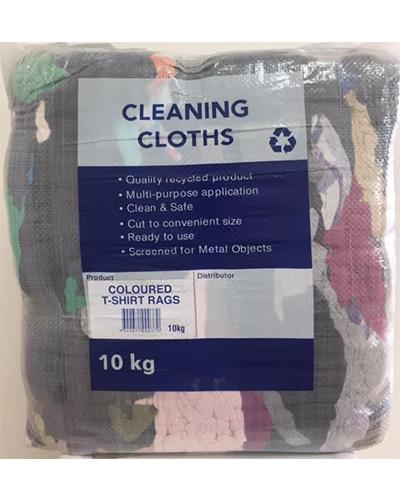 CLEANING
CLOTHS
• Quality recycled product
• Multi-purpose application
• Clean & Safe
• Cut to convenient size
• Ready to use
• Screened for Metal Objects
Product
Distributor
COLOURED
T-SHIRT RAGS
10kg
10 kg